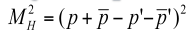 M_H^2 = (p + p̅ − p' − p̅')^2